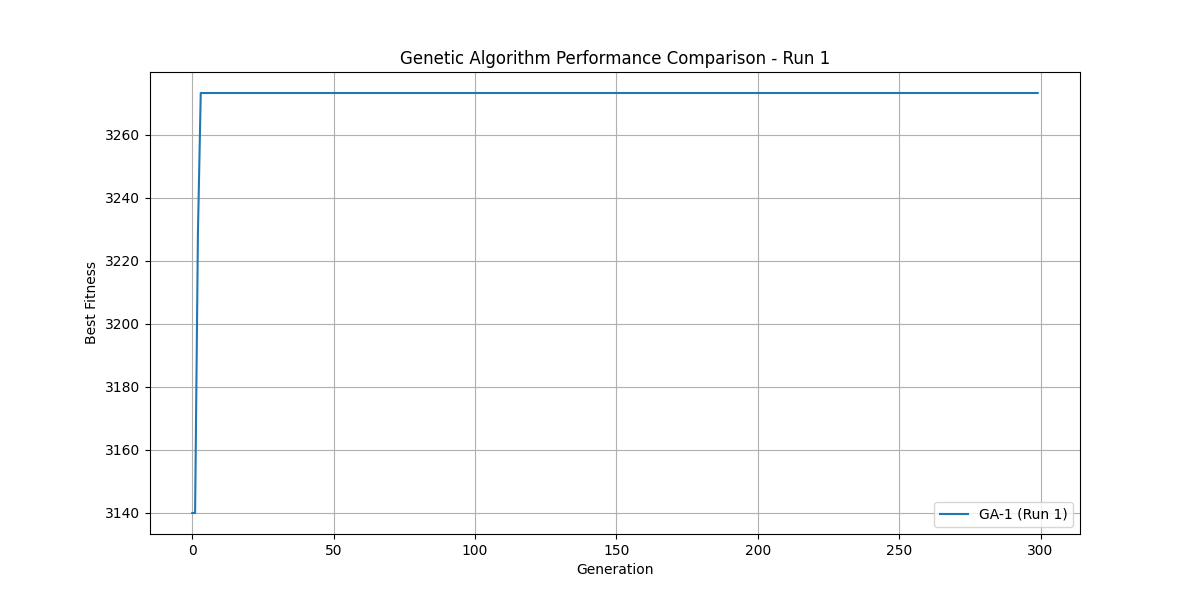 Genetic Algorithm Performance Comparison - Run 1
3260
3240
3220
3200
3180
3160
3140
Best Fitness
GA-1 (Run 1)
0 50 100 150 200 250 300
Generation